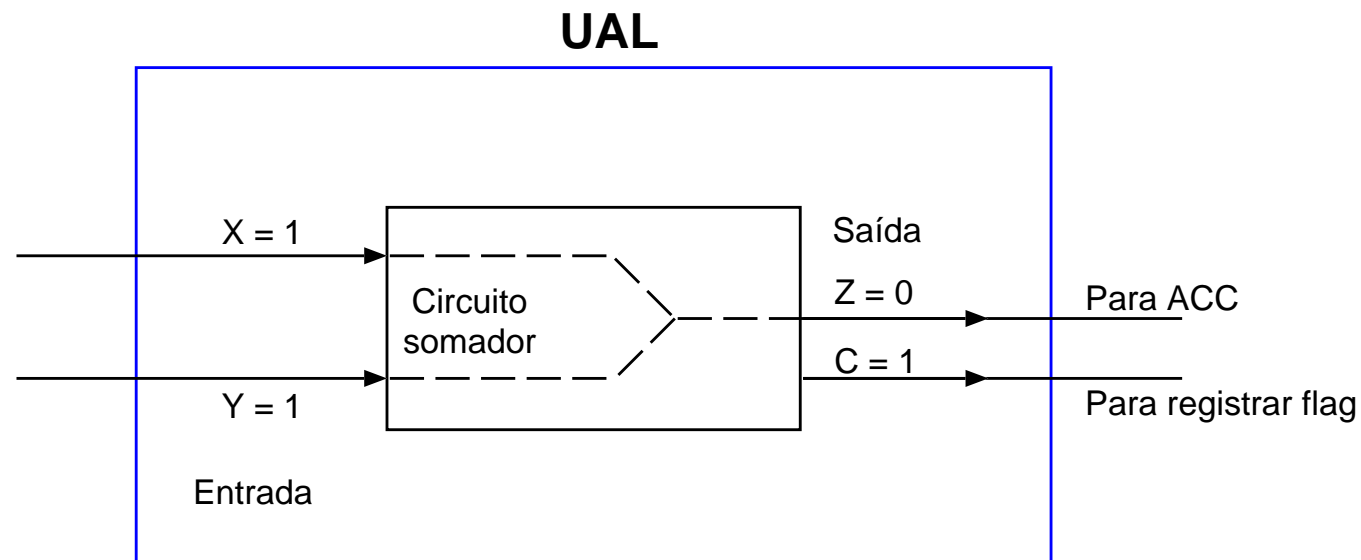 UAL
X = 1
Saída
Circuito
somador
Z = 0
Para ACC
C = 1
Y = 1
Para registrar flag
Entrada